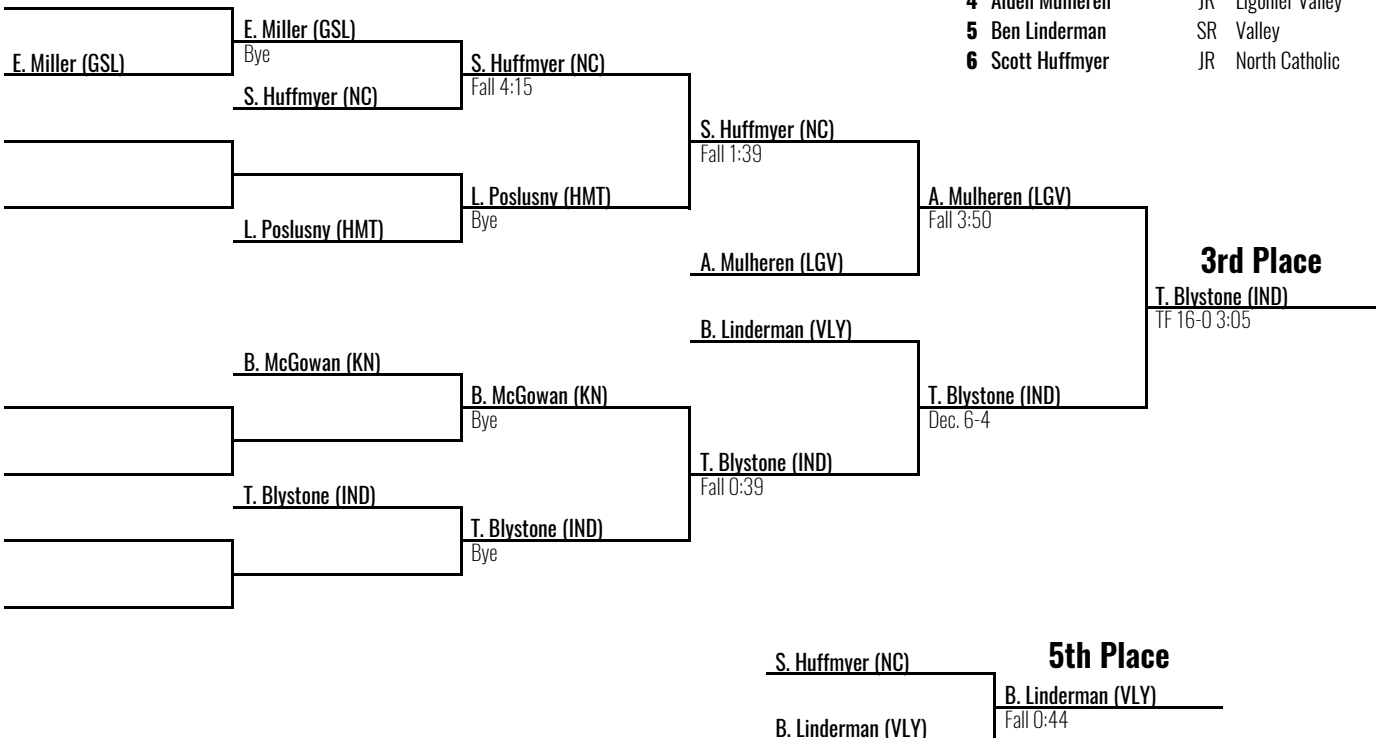 4 Aiden Mulheren JR Ligonier Valley
5 Ben Linderman SR Valley
6 Scott Huffmyer JR North Catholic
E. Miller (GSL)
E. Miller (GSL)
Bye
S. Huffmyer (NC)
S. Huffmyer (NC)
Fall 4:15
S. Huffmyer (NC)
Fall 1:39
L. Poslusny (HMT)
L. Poslusny (HMT)
Bye
A. Mulheren (LGV)
A. Mulheren (LGV)
Fall 3:50
3rd Place
T. Blystone (IND)
TF 16-0 3:05
B. Linderman (VLY)
B. McGowan (KN)
B. McGowan (KN)
Bye
T. Blystone (IND)
Dec. 6-4
T. Blystone (IND)
Fall 0:39
T. Blystone (IND)
T. Blystone (IND)
Bye
5th Place
S. Huffmyer (NC)
B. Linderman (VLY)
Fall 0:44
B. Linderman (VLY)